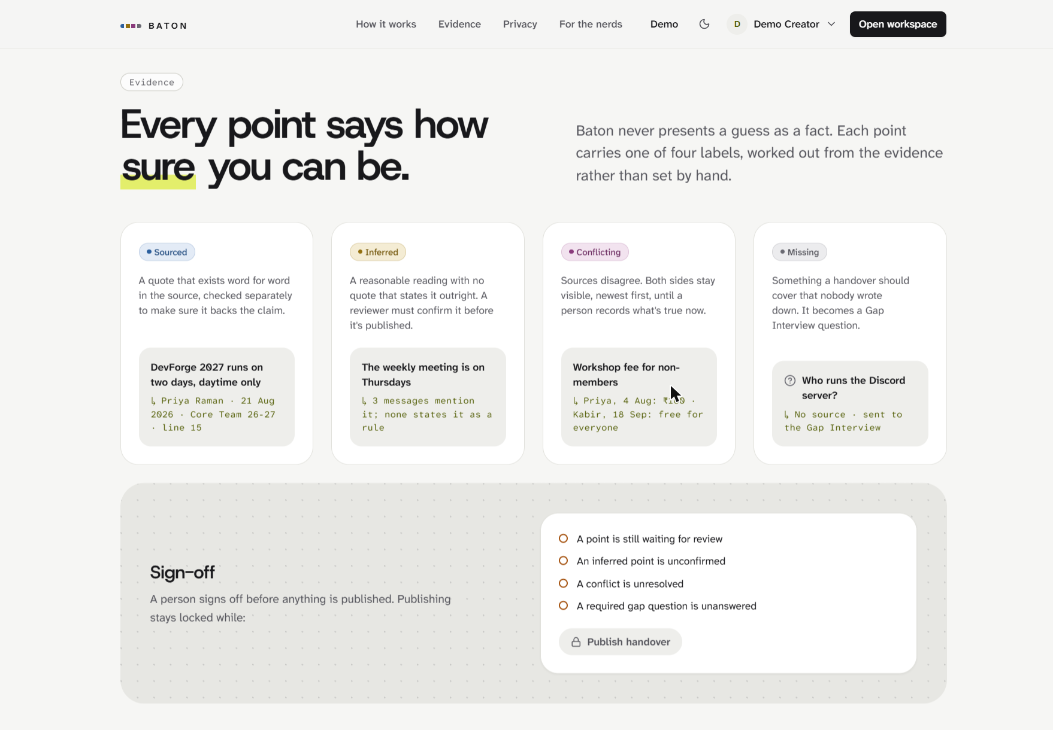 BATON
How it works
Evidence
Privacy
For the nerds
Demo
D
Demo Creator
Open workspace
Evidence
Every point says how
sure you can be.
Baton never presents a guess as a fact. Each point
carries one of four labels, worked out from the evidence
rather than set by hand.
Sourced
A quote that exists word for word
in the source, checked separately
to make sure it backs the claim.
DevForge 2027 runs on
two days, daytime only
↳ Priya Raman · 21 Aug
2026 · Core Team 26-27
· line 15
Inferred
A reasonable reading with no
quote that states it outright. A
reviewer must confirm it before
it's published.
The weekly meeting is on
Thursdays
↳ 3 messages mention
it; none states it as a
rule
Conflicting
Sources disagree. Both sides stay
visible, newest first, until a
person records what's true now.
Workshop fee for non-
members
↳ Priya, 4 Aug: ·
Kabir, 18 Sep: free for
everyone
Missing
Something a handover should
cover that nobody wrote
down. It becomes a Gap
Interview question.
Who runs the Discord
server?
↳ No source · sent to
the Gap Interview
Sign-off
A person signs off before anything is published. Publishing
stays locked while:
A point is still waiting for review
An inferred point is unconfirmed
A conflict is unresolved
A required gap question is unanswered
Publish handover